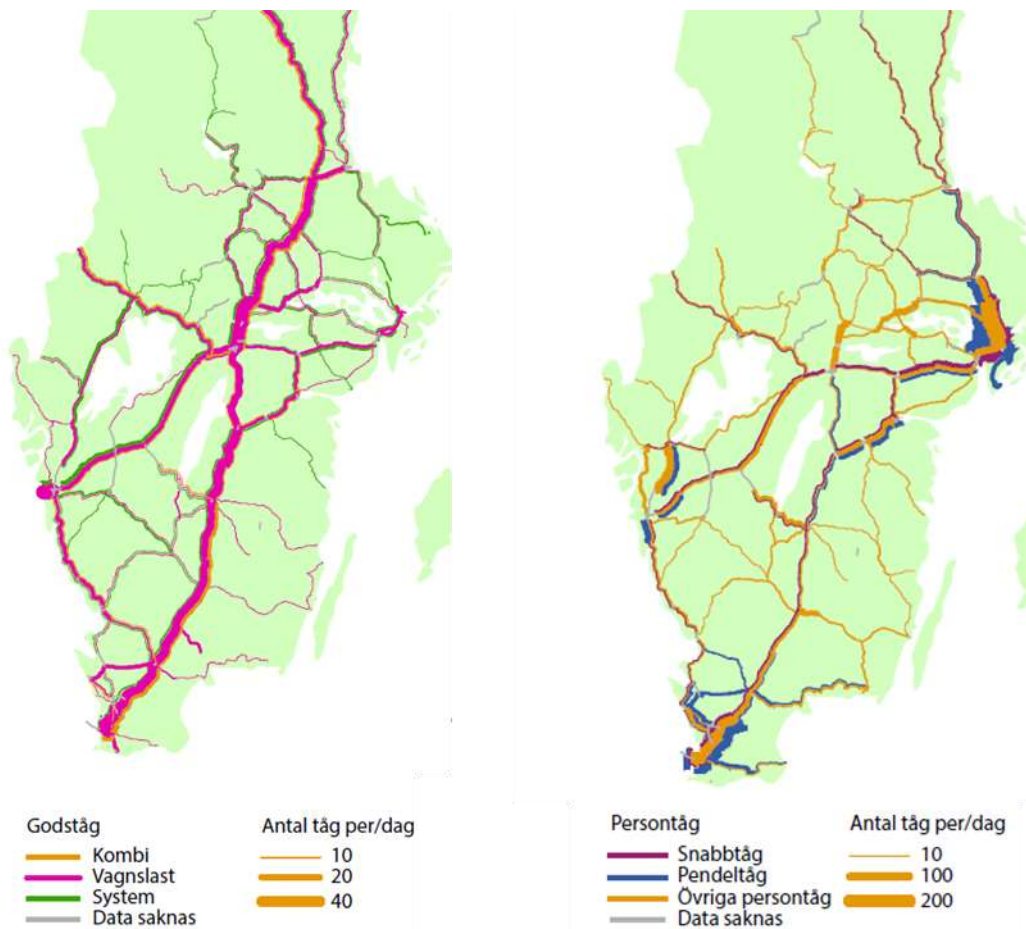 Godståg
Antal tåg per/dag
Kombi
10
Vagnslast
20
System
40
Data saknas
Persontåg
Antal tåg per/dag
Snabbtåg
10
Pendeltåg
100
Övriga persontåg
200
Data saknas